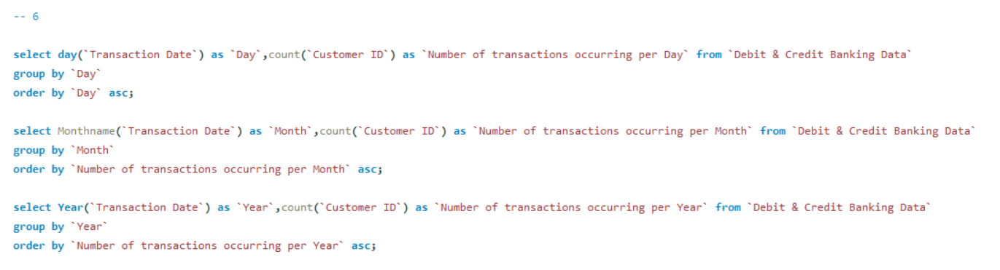 -- 6
select day(`Transaction Date`) as `Day`,count(`Customer ID`) as `Number of transactions occurring per Day` from `Debit & Credit Banking Data`
group by `Day`
order by `Day` asc;
select Monthname(`Transaction Date`) as `Month`,count(`Customer ID`) as `Number of transactions occurring per Month` from `Debit & Credit Banking Data`
group by `Month`
order by `Number of transactions occurring per Month` asc;
select Year(`Transaction Date`) as `Year`,count(`Customer ID`) as `Number of transactions occurring per Year` from `Debit & Credit Banking Data`
group by `Year`
order by `Number of transactions occurring per Year` asc;